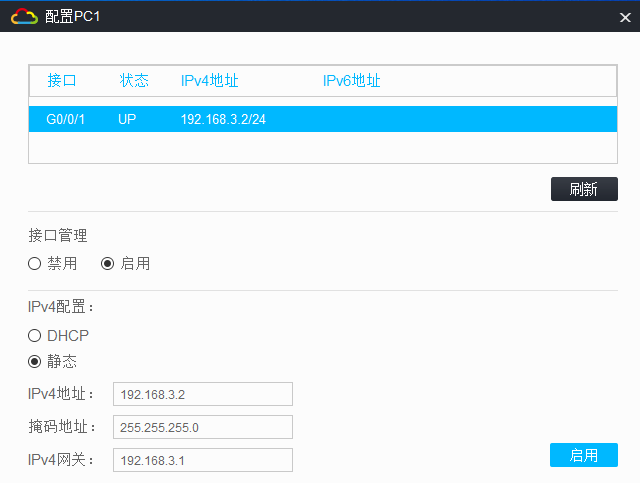 配置PC1
接口 状态 IPv4地址 IPv6地址
G0/0/1 UP 192.168.3.2/24
刷新
接口管理
禁用 启用
IPv4配置：
DHCP
静态
IPv4地址： 192.168.3.2
掩码地址： 255.255.255.0
IPv4网关： 192.168.3.1
启用